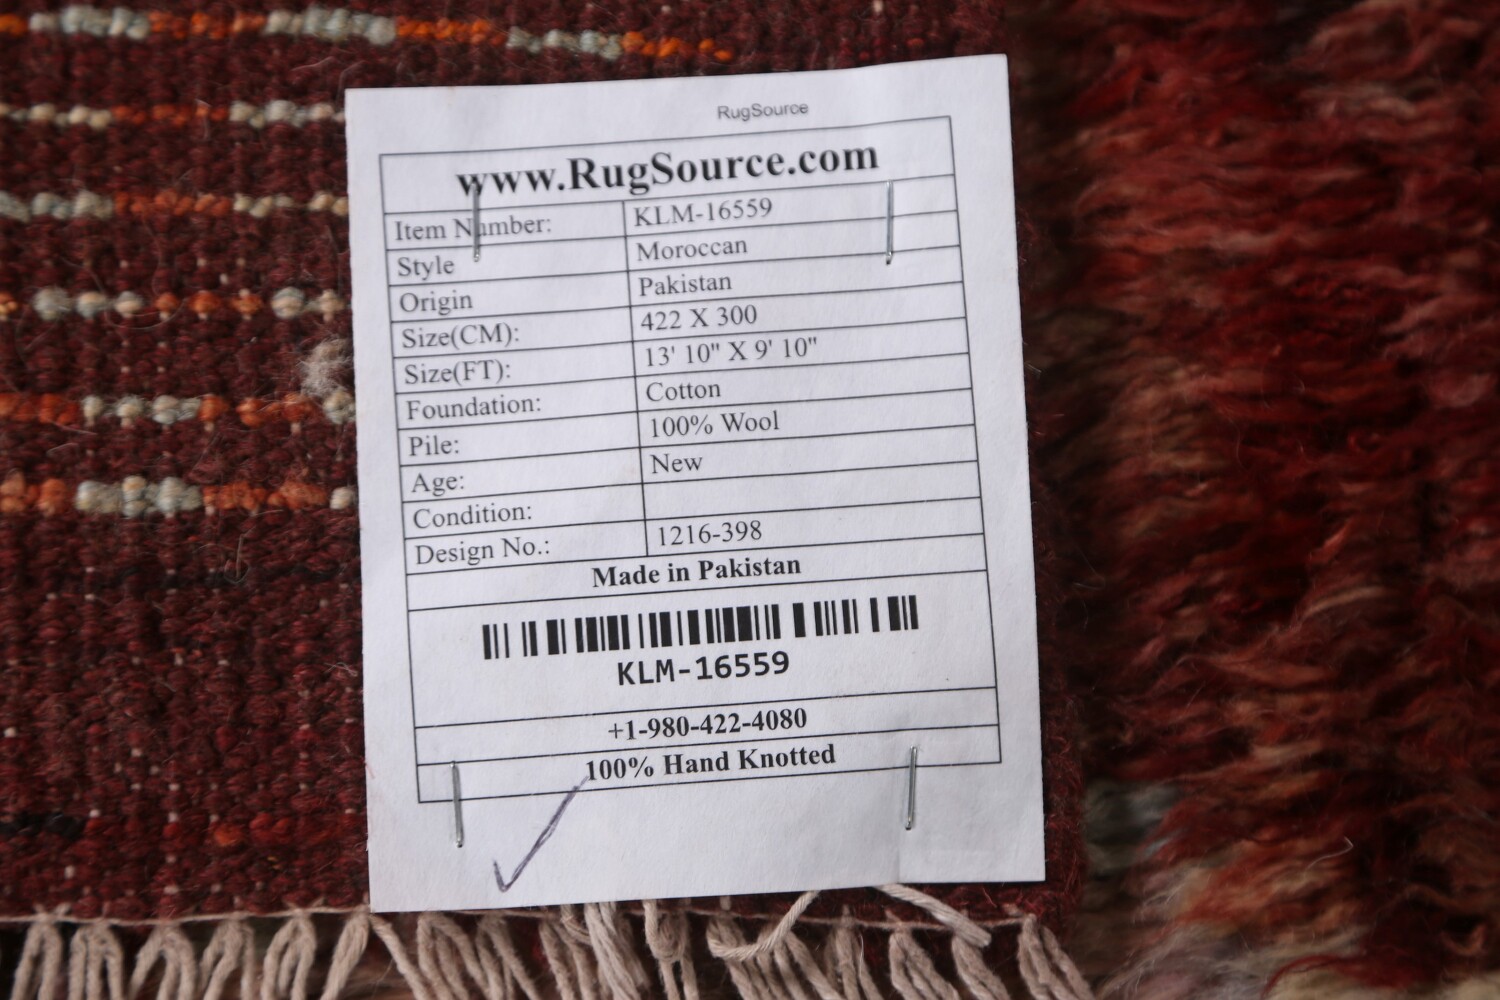 RugSource
www.RugSource.com
Item Number: KLM-16559
Style Moroccan
Origin Pakistan
Size(CM): 422 X 300
Size(FT): 13' 10" X 9' 10"
Foundation: Cotton
Pile: 100% Wool
Age: New
Condition:
Design No.: 1216-398
Made in Pakistan
KLM-16559
+1-980-422-4080
100% Hand Knotted